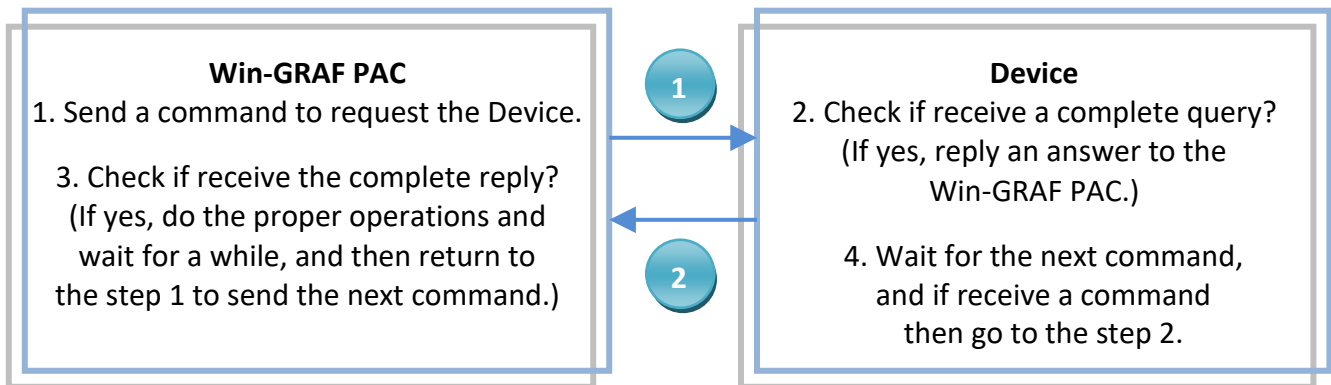 Win-GRAF PAC
1. Send a command to request the Device.
3. Check if receive the complete reply?
(If yes, do the proper operations and
wait for a while, and then return to
the step 1 to send the next command.)
1
2
Device
2. Check if receive a complete query?
(If yes, reply an answer to the
Win-GRAF PAC.)
4. Wait for the next command,
and if receive a command
then go to the step 2.